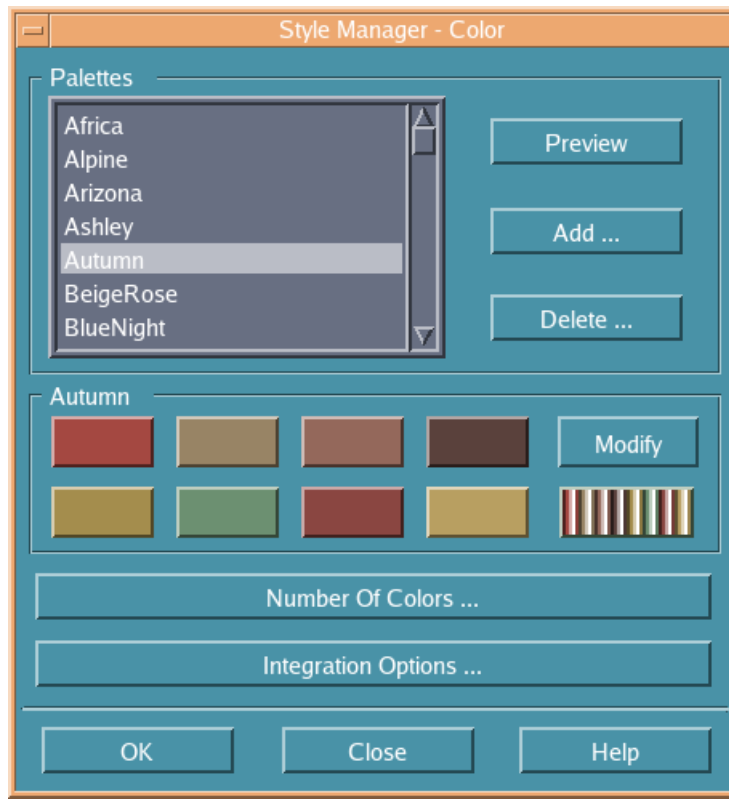 Style Manager - Color
Palettes
Africa
Alpine
Arizona
Ashley
Autumn
BeigeRose
BlueNight
Preview
Add ...
Delete ...
Autumn
Modify
Number Of Colors ...
Integration Options ...
OK
Close
Help